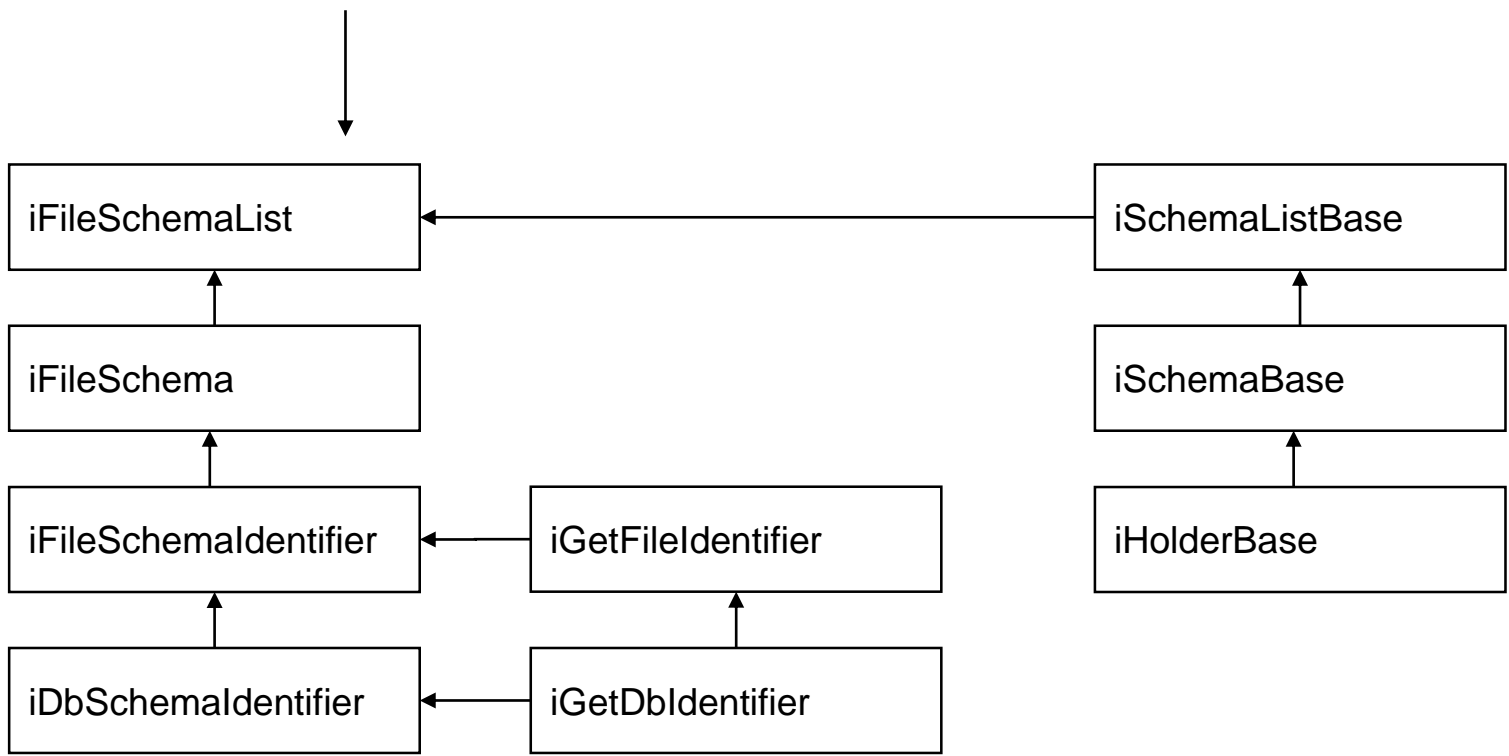 iFileSchemaList
iSchemaListBase
iFileSchema
iSchemaBase
iFileSchemaIdentifier
iGetFileIdentifier
iHolderBase
iDbSchemaIdentifier
iGetDbIdentifier